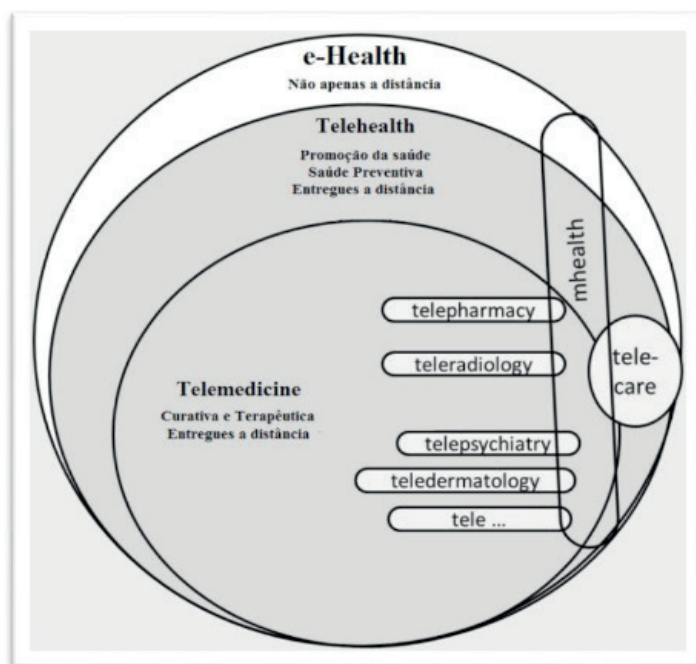 e-Health
Não apenas a distância
Telehealth
Promoção da saúde
Saúde Preventiva
Entregues a distância
mhealth
telepharmacy
tele-
care
teleradiology
Telemedicine
Curativa e Terapêutica
Entregues a distância
telepsychiatry
teledermatology
tele ...